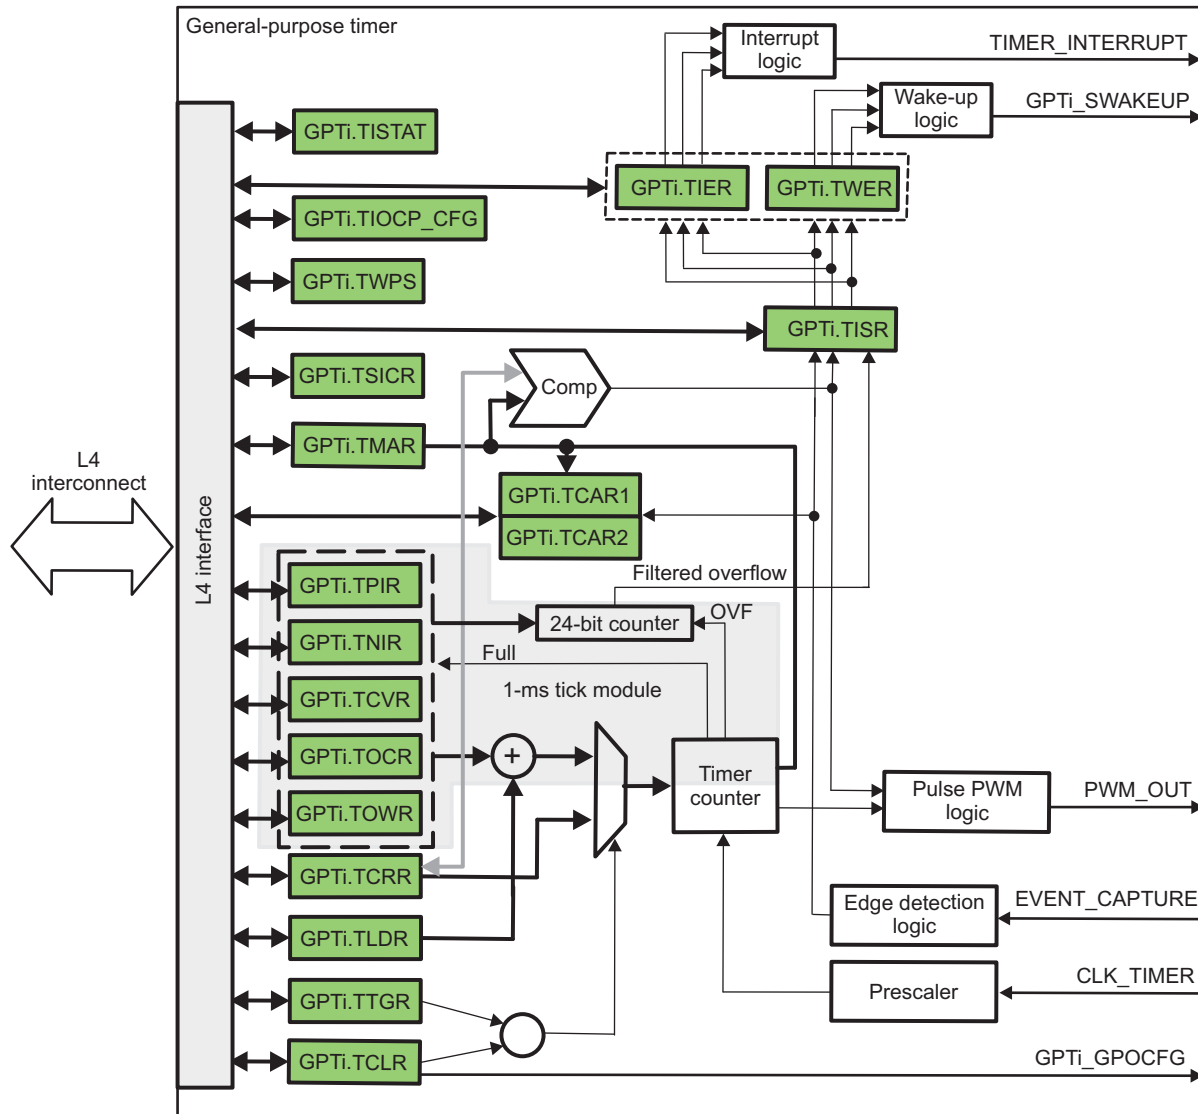 General-purpose timer
Interrupt
logic
TIMER_INTERRUPT
Wake-up
logic
GPTi_SWAKEUP
GPTi.TISTAT
GPTi.TIER
GPTi.TWER
GPTi.TIOCP_CFG
GPTi.TWPS
GPTi.TISR
GPTi.TSICR
Comp
GPTi.TMAR
L4
interconnect
L4 interface
GPTi.TCAR1
GPTi.TCAR2
GPTi.TPIR
Filtered overflow
24-bit counter
OVF
GPTi.TNIR
Full
GPTi.TCVR
1-ms tick module
GPTi.TOCR
+
Timer
counter
GPTi.TOWR
Pulse PWM
logic
PWM_OUT
GPTi.TCRR
Edge detection
logic
EVENT_CAPTURE
GPTi.TLDR
GPTi.TTGR
Prescaler
CLK_TIMER
GPTi.TCLR
GPTi_GPOCFG